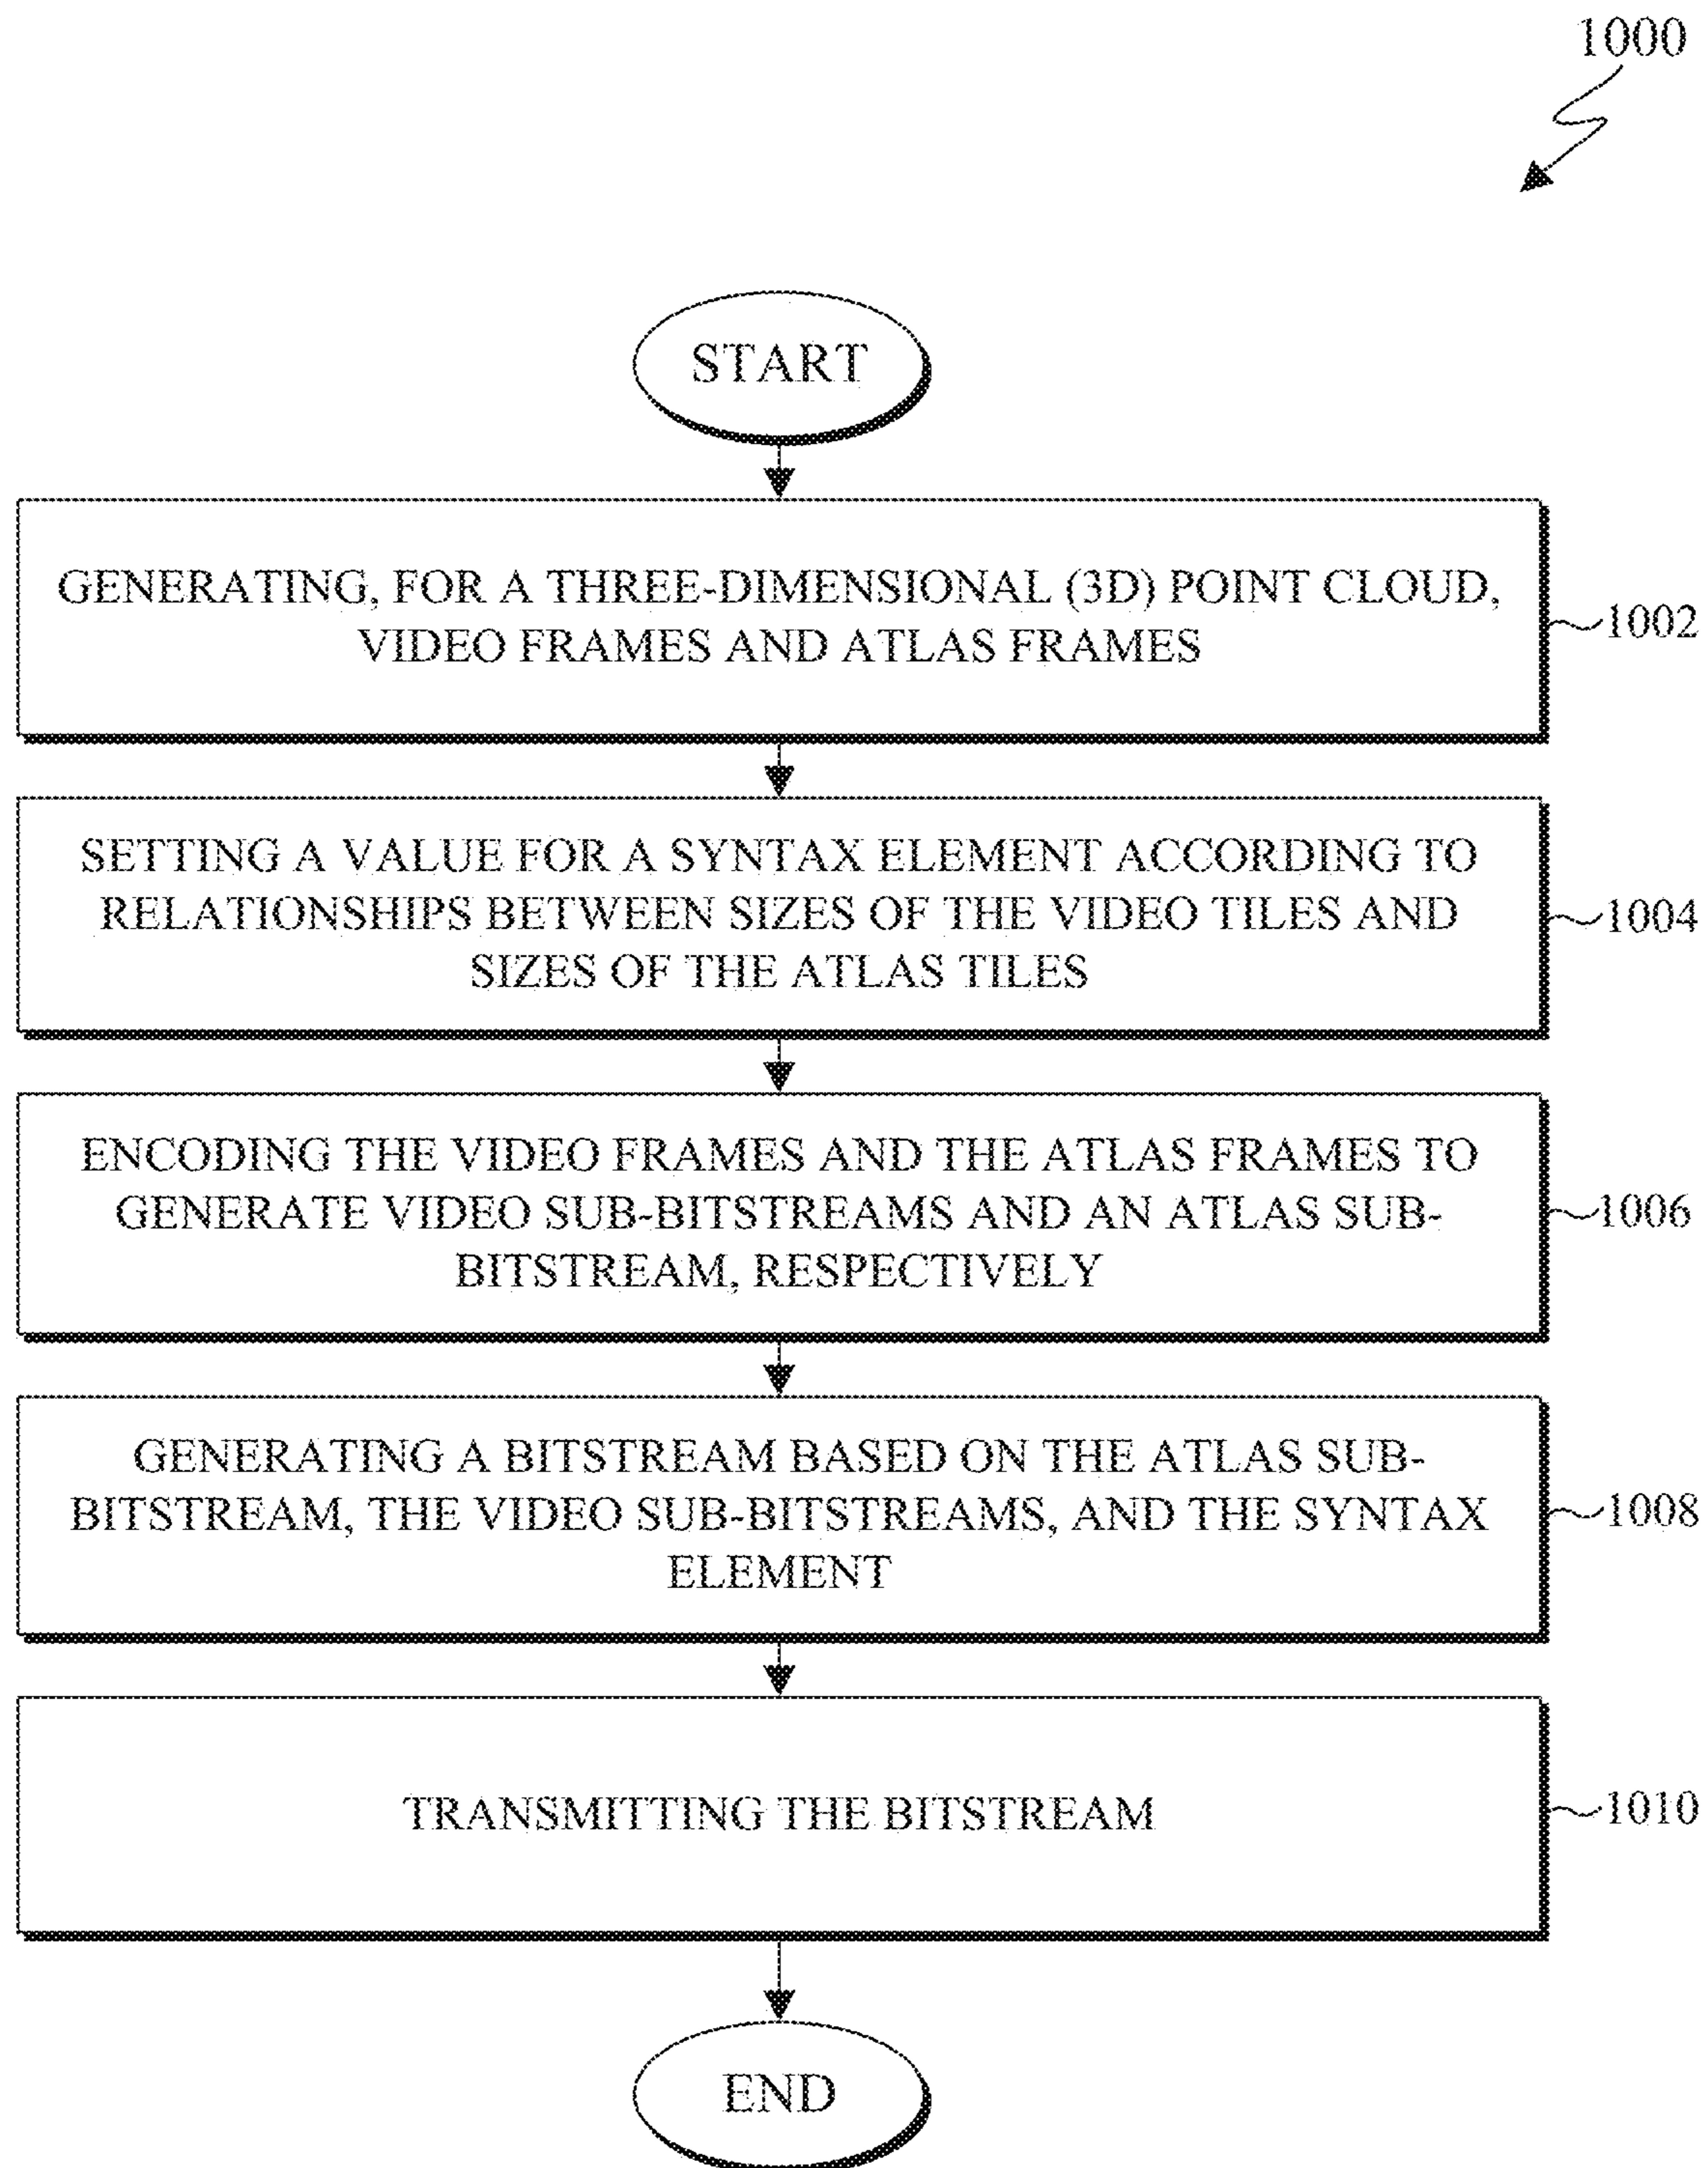 1000
START
GENERATING, FOR A THREE-DIMENSIONAL (3D) POINT CLOUD,
VIDEO FRAMES AND ATLAS FRAMES
1002
SETTING A VALUE FOR A SYNTAX ELEMENT ACCORDING TO
RELATIONSHIPS BETWEEN SIZES OF THE VIDEO TILES AND
SIZES OF THE ATLAS TILES
1004
ENCODING THE VIDEO FRAMES AND THE ATLAS FRAMES TO
GENERATE VIDEO SUB-BITSTREAMS AND AN ATLAS SUB-
BITSTREAM, RESPECTIVELY
1006
GENERATING A BITSTREAM BASED ON THE ATLAS SUB-
BITSTREAM, THE VIDEO SUB-BITSTREAMS, AND THE SYNTAX
ELEMENT
1008
TRANSMITTING THE BITSTREAM
1010
END